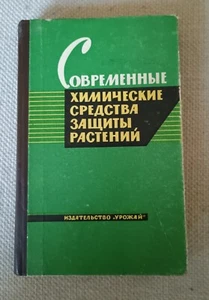 Современные
ХИМИЧЕСКИЕ
СРЕДСТВА
ЗАЩИТЫ
РАСТЕНИЙ
ИЗДАТЕЛЬСТВО „УРОЖАЙ"